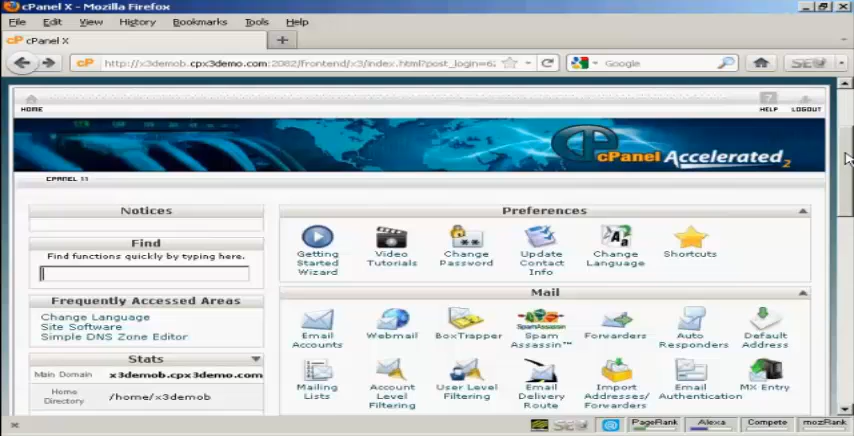 cPanel X - Mozilla Firefox
File Edit View History Bookmarks Tools Help
cPanel X
http://x3demob.cpx3demo.com:2082/frontend/x3/index.html?post_login=6
Google
SEO
HOME
HELP LOGOUT
cPanel Accelerated2
CPANEL 11
Notices
Find
Find functions quickly by typing here.
Frequently Accessed Areas
Change Language
Site Software
Simple DNS Zone Editor
Stats
Main Domain x3demob.cpx3demo.com
Home Directory /home/x3demob
Preferences
Getting Started Wizard
Video Tutorials
Change Password
Update Contact Info
Change Language
Shortcuts
Mail
Email Accounts
Webmail
BoxTrapper
Spam Assassin™
Forwarders
Auto Responders
Default Address
Mailing Lists
Account Level Filtering
User Level Filtering
Email Delivery Route
Import Addresses/ Forwarders
Email Authentication
MX Entry
SEO PageRank Alexa Compete mozRank